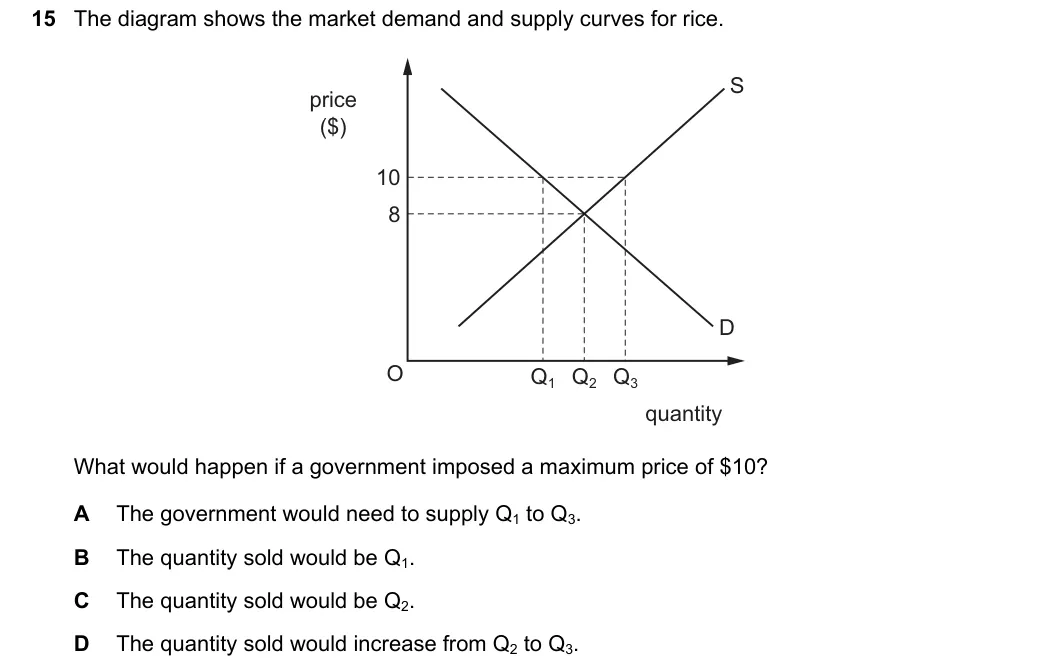 15 The diagram shows the market demand and supply curves for rice.
S
price
($)
10
8
D
O
Q1 Q2 Q3
quantity
What would happen if a government imposed a maximum price of $10?
A The government would need to supply Q1 to Q3.
B The quantity sold would be Q1.
C The quantity sold would be Q2.
D The quantity sold would increase from Q2 to Q3.